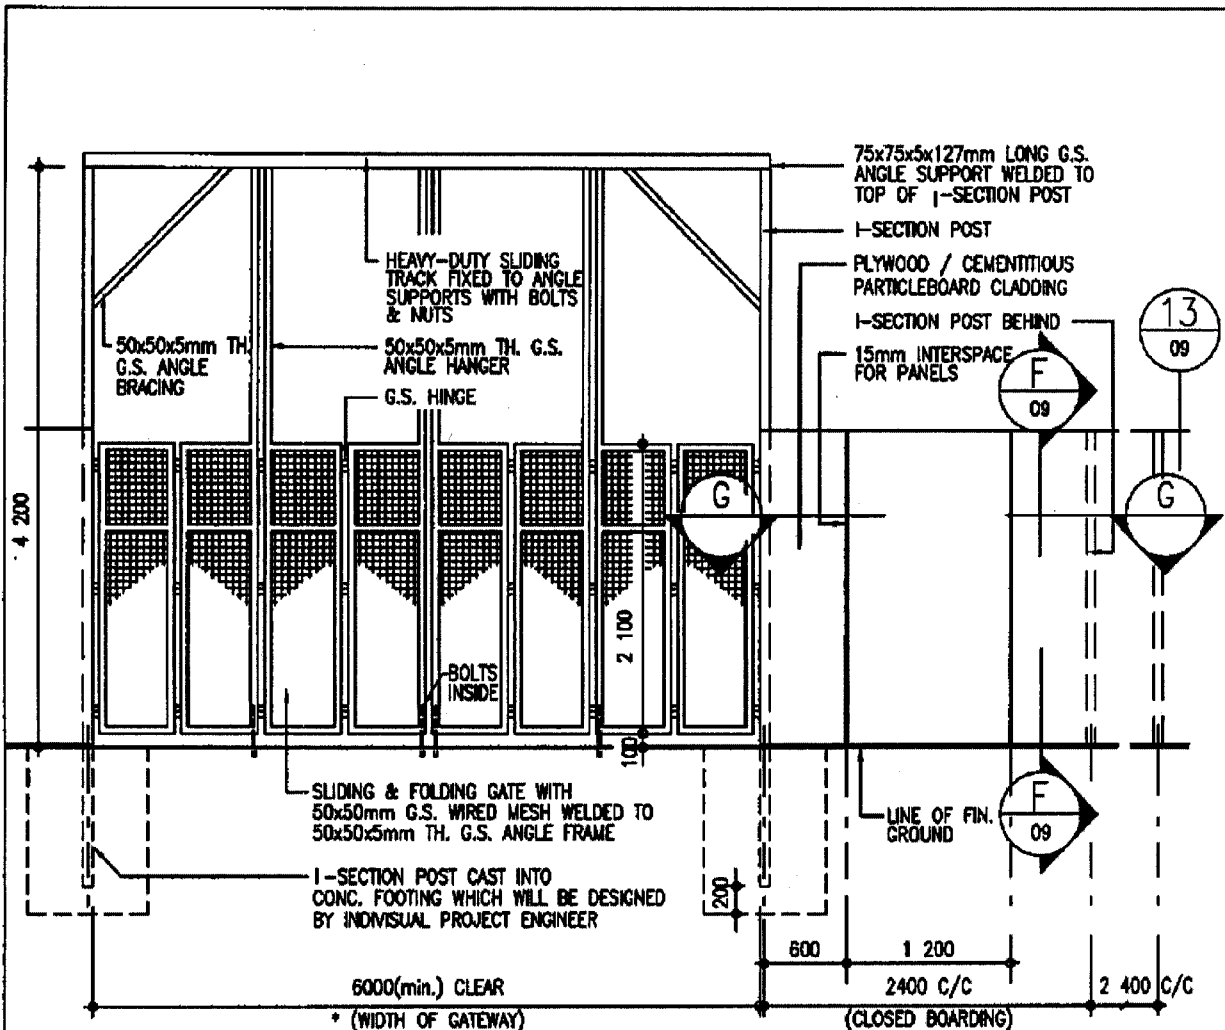 75x75x5x127mm LONG G.S.
ANGLE SUPPORT WELDED TO
TOP OF I-SECTION POST
I-SECTION POST
PLYWOOD / CEMENTITIOUS
PARTICLEBOARD CLADDING
I-SECTION POST BEHIND
15mm INTERSPACE
FOR PANELS
13
09
F
09
HEAVY-DUTY SLIDING
TRACK FIXED TO ANGLE
SUPPORTS WITH BOLTS
& NUTS
50x50x5mm TH.
G.S. ANGLE
BRACING
50x50x5mm TH. G.S.
ANGLE HANGER
G.S. HINGE
4 200
G
G
2 100
BOLTS
INSIDE
100
SLIDING & FOLDING GATE WITH
50x50mm G.S. WIRED MESH WELDED TO
50x50x5mm TH. G.S. ANGLE FRAME
LINE OF FIN.
GROUND
F
09
I-SECTION POST CAST INTO
CONC. FOOTING WHICH WILL BE DESIGNED
BY INDIVISUAL PROJECT ENGINEER
200
600
1 200
6000(min.) CLEAR
* (WIDTH OF GATEWAY)
2400 C/C
(CLOSED BOARDING)
2 400 C/C